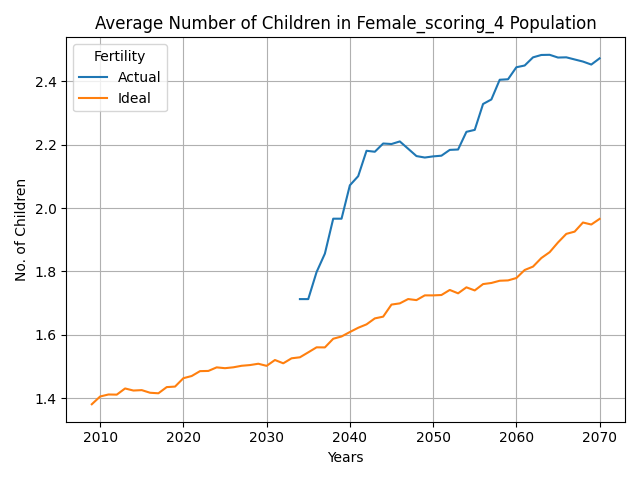 Average Number of Children in Female_scoring_4 Population
Fertility
Actual
Ideal
No. of Children
2.4
2.2
2.0
1.8
1.6
1.4
2010 2020 2030 2040 2050 2060 2070
Years